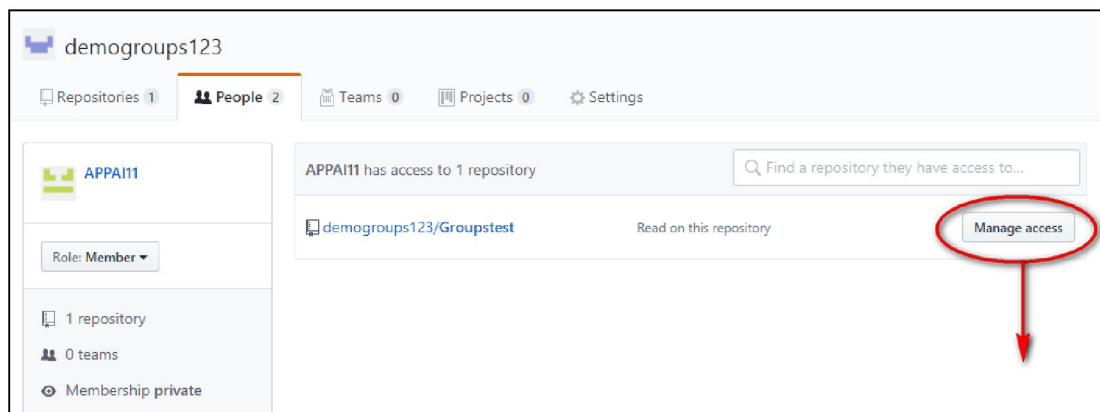 demogroups123
Repositories 1 People 2 Teams 0 Projects 0 Settings
APPAI11
APPAI11 has access to 1 repository
Find a repository they have access to...
demogroups123/Groupstest Read on this repository Manage access
Role: Member
1 repository
0 teams
Membership private